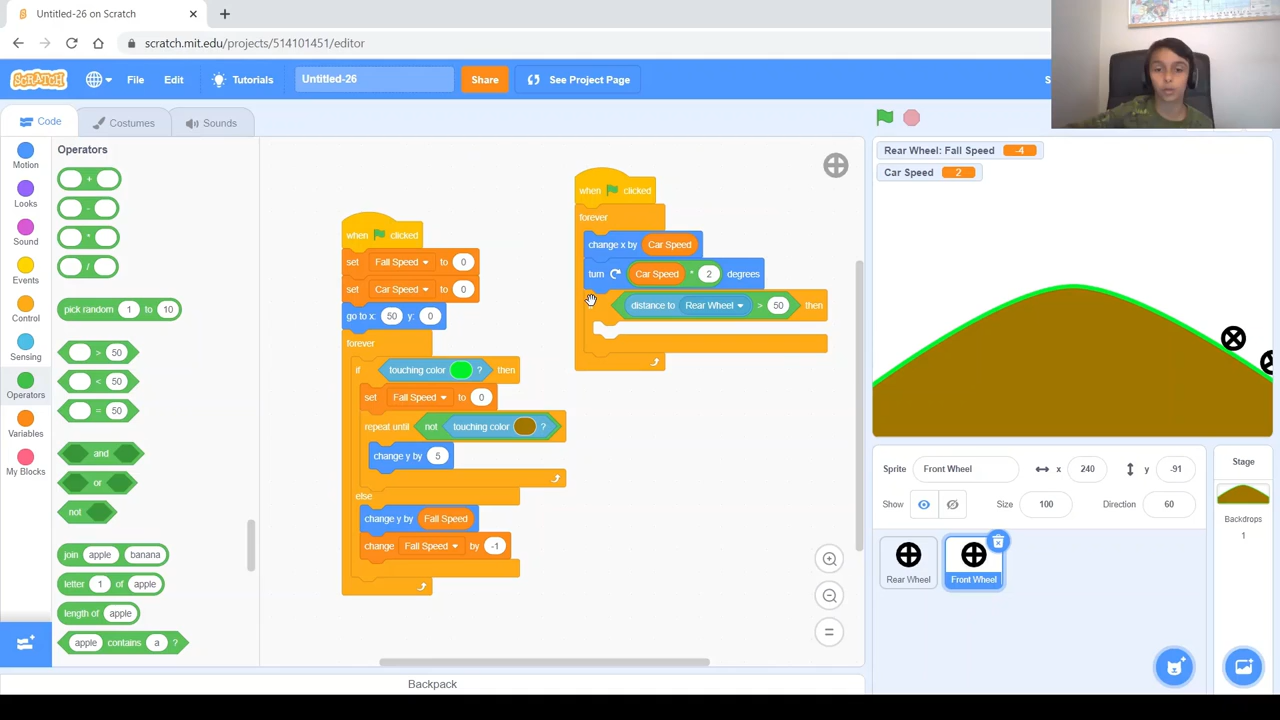 Untitled-26 on Scratch
scratch.mit.edu/projects/514101451/editor
SCRATCH File Edit Tutorials Untitled-26 Share See Project Page S
Code Costumes Sounds
Motion
Looks
Sound
Events
Control
Sensing
Operators
Variables
My Blocks
Operators
+
-
*
/
pick random 1 to 10
> 50
< 50
= 50
and
or
not
join apple banana
letter 1 of apple
length of apple
apple contains a ?
when clicked
set Fall Speed to 0
set Car Speed to 0
go to x: 50 y: 0
forever
if touching color ? then
set Fall Speed to 0
repeat until not touching color ?
change y by 5
else
change y by Fall Speed
change Fall Speed by -1
when clicked
forever
change x by Car Speed
turn Car Speed * 2 degrees
distance to Rear Wheel > 50 then
Rear Wheel: Fall Speed -4
Car Speed 2
Sprite Front Wheel x 240 y -91
Show Size 100 Direction 60
Rear Wheel
Front Wheel
Stage
Backdrops
1
Backpack